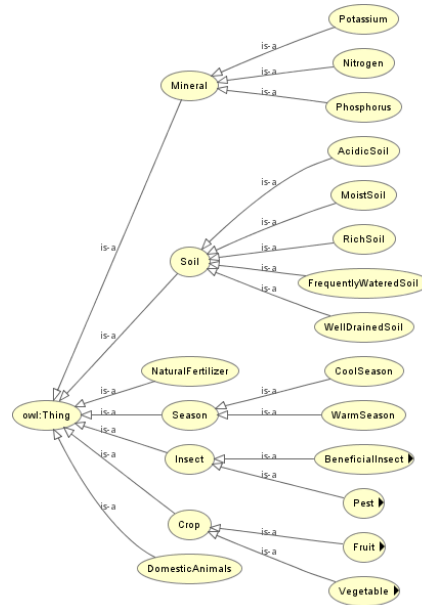 Potassium
is-a
Nitrogen
is-a
Mineral
is-a
Phosphorus
AcidicSoil
is-a
MoistSoil
is-a
is-a
RichSoil
is-a
Soil
is-a
FrequentlyWateredSoil
is-a
is-a
WellDrainedSoil
NaturalFertilizer
CoolSeason
is-a
is-a
owl:Thing
is-a
Season
is-a
WarmSeason
is-a
Insect
is-a
BeneficialInsect
is-a
is-a
Pest
is-a
Crop
is-a
Fruit
is-a
DomesticAnimals
Vegetable